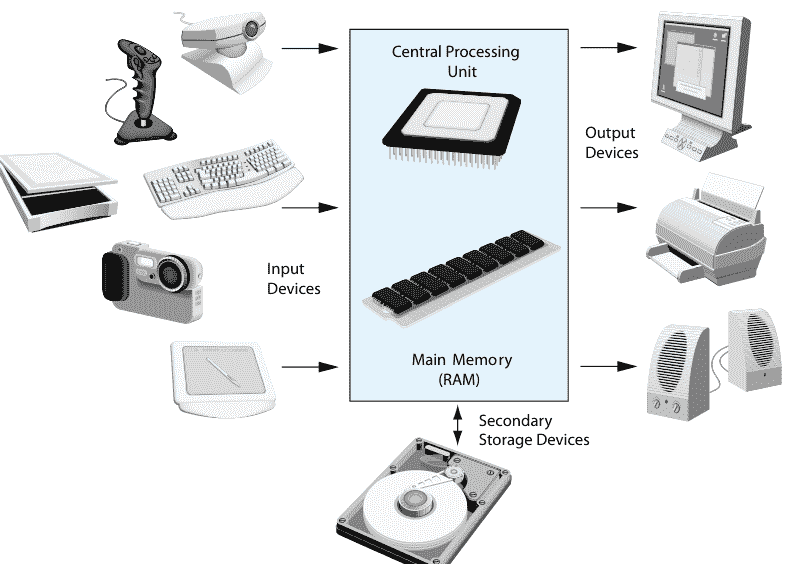 Central Processing
Unit
Output
Devices
Input
Devices
Main Memory
(RAM)
Secondary
Storage Devices